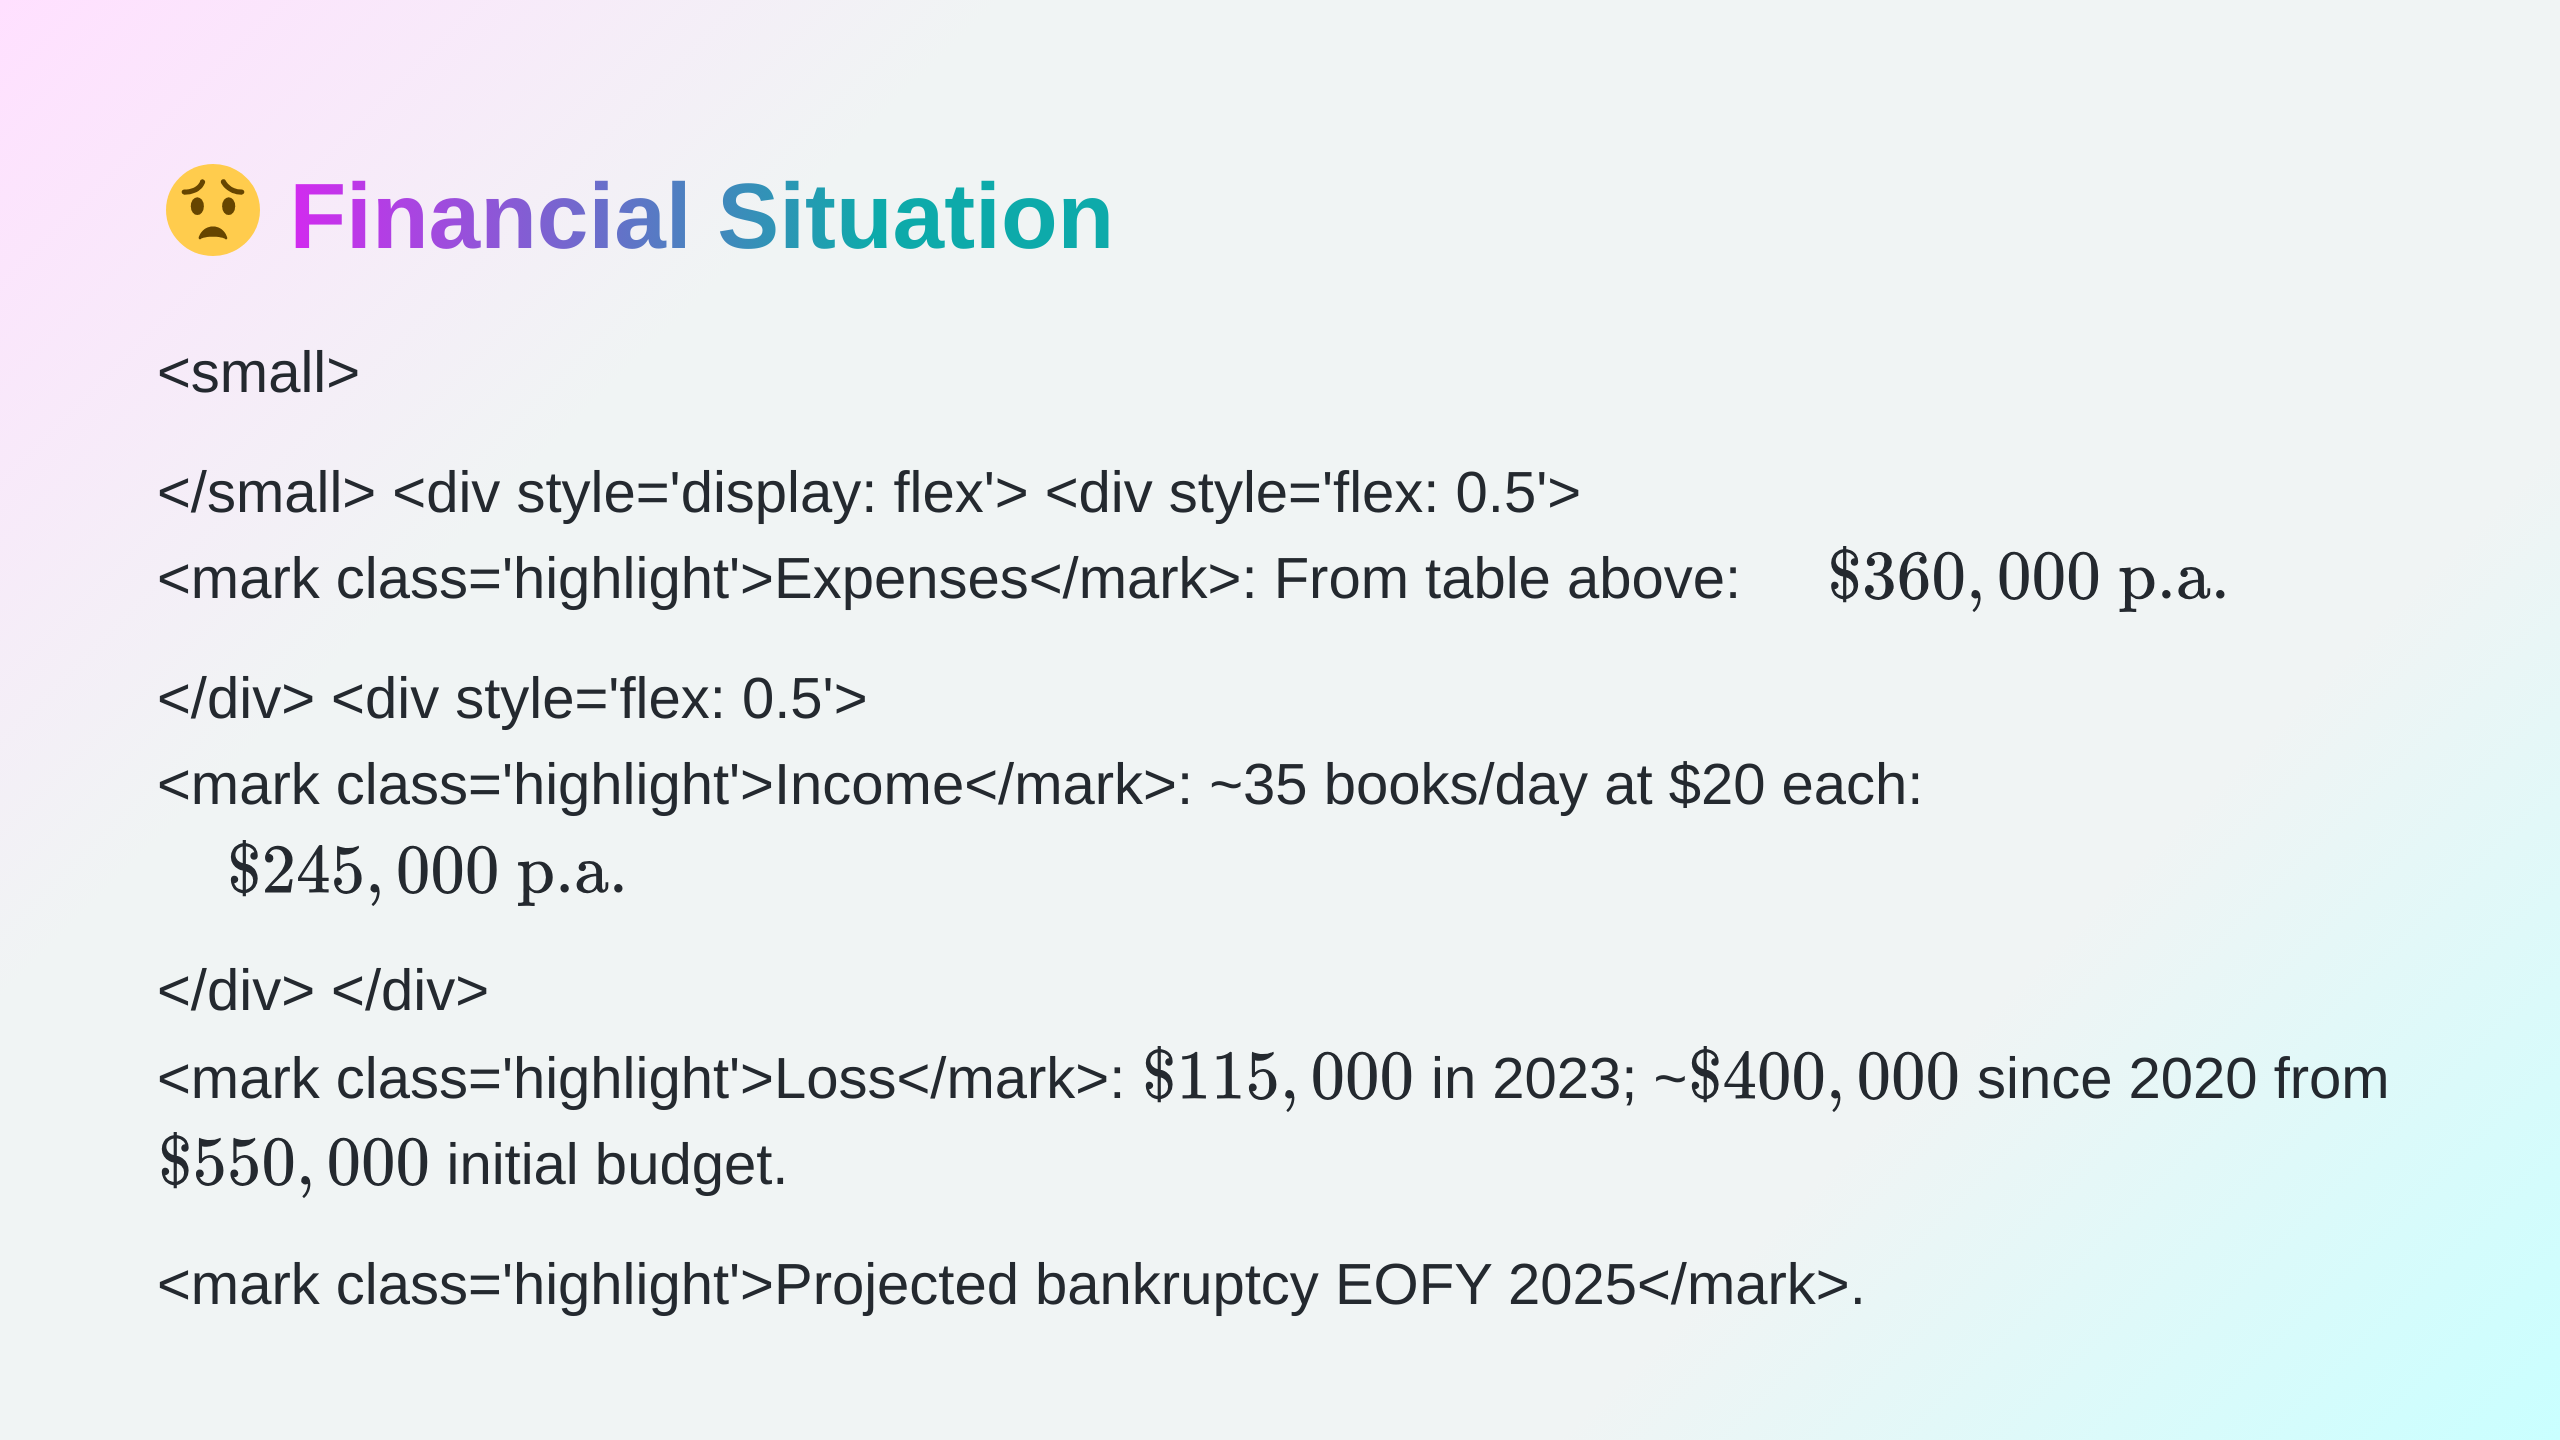 😟 Financial Situation
<small>
</small> <div style='display: flex'> <div style='flex: 0.5'>
<mark class='highlight'>Expenses</mark>: From table above: $360,000 p.a.
</div> <div style='flex: 0.5'>
<mark class='highlight'>Income</mark>: ~35 books/day at $20 each:
$245,000 p.a.
</div> </div>
<mark class='highlight'>Loss</mark>: $115,000 in 2023; ~$400,000 since 2020 from
$550,000 initial budget.
<mark class='highlight'>Projected bankruptcy EOFY 2025</mark>.